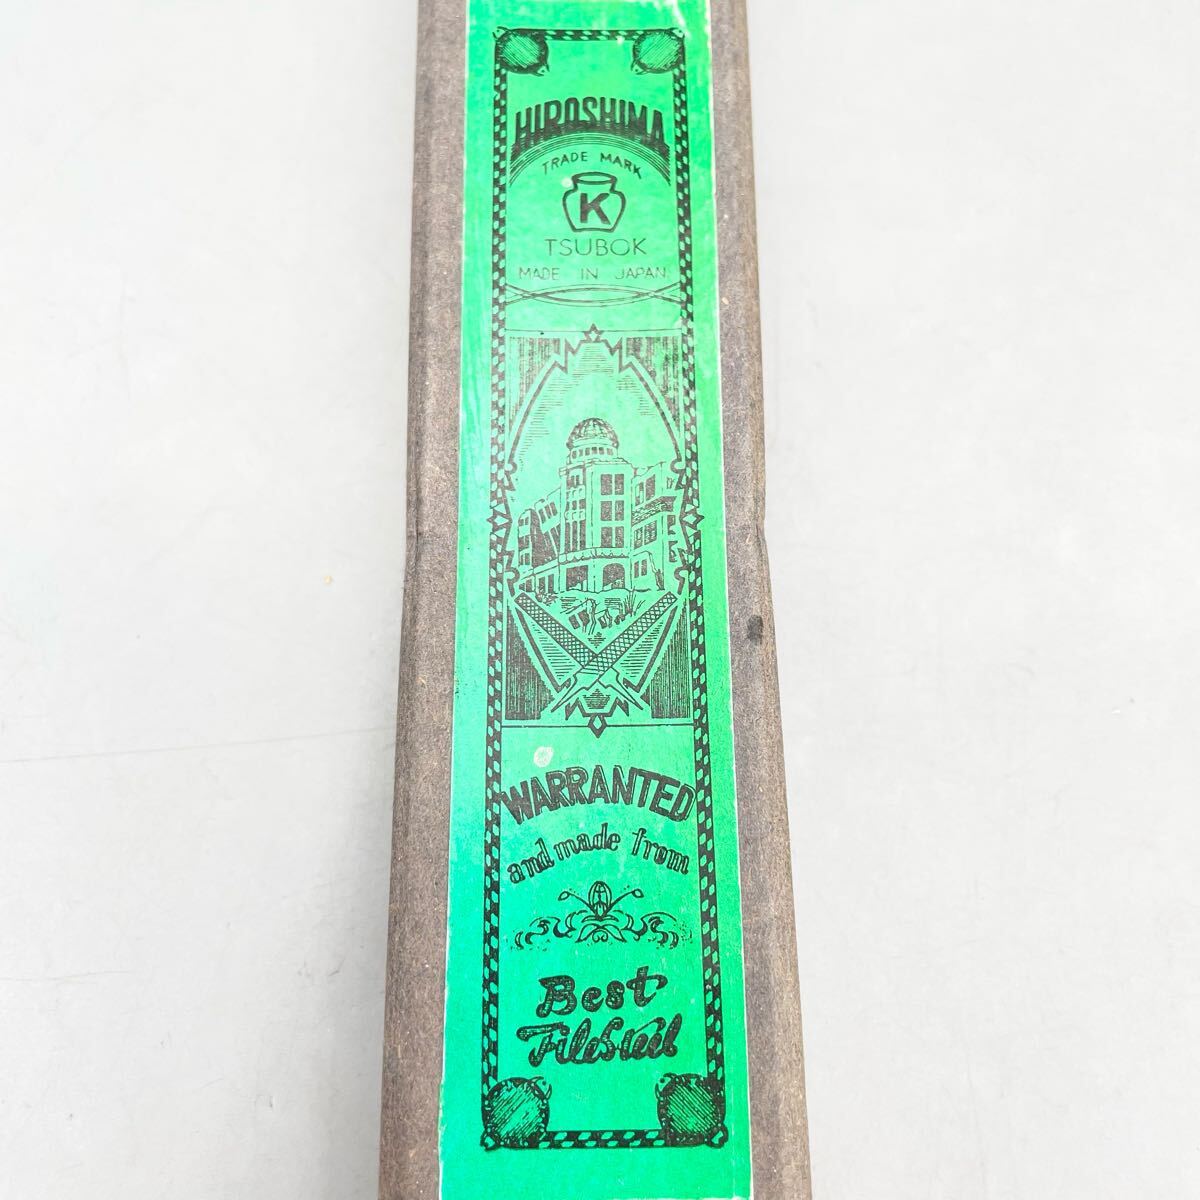 HIROSHIMA
TRADE MARK
K
TSUBOK
MADE IN JAPAN
WARRANTED
and made from
Best
File Steel